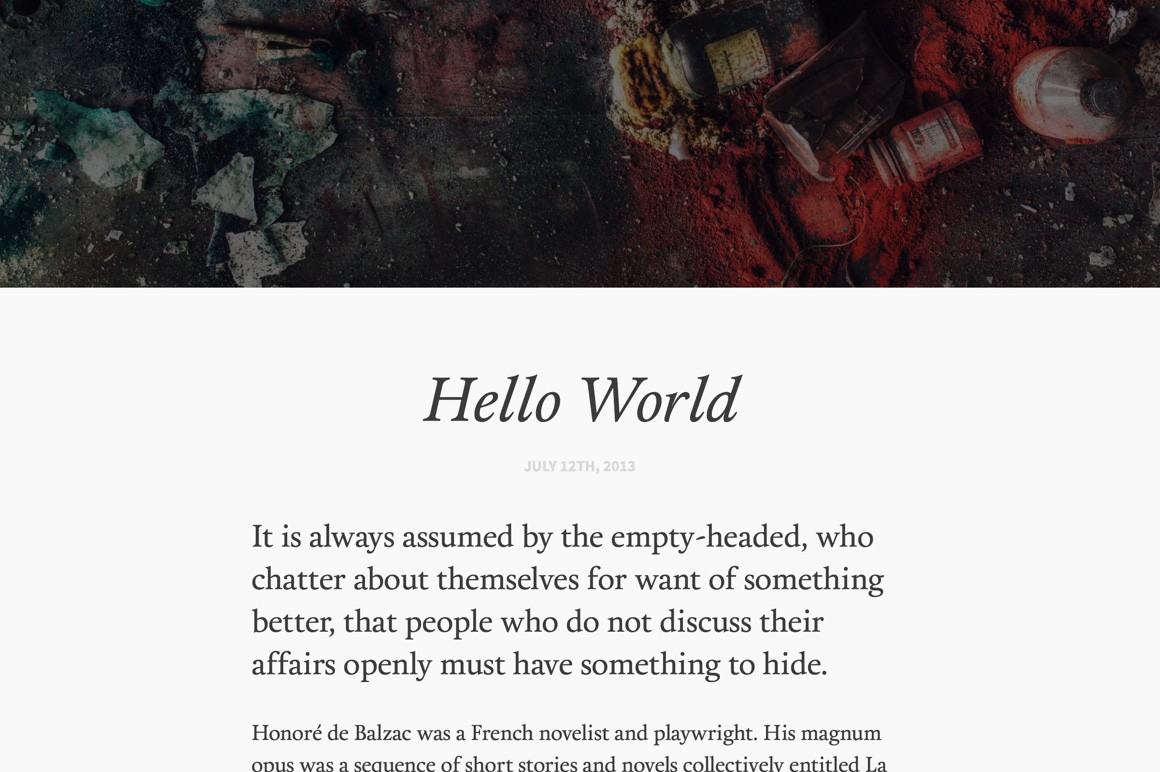 Hello World
JULY 12TH, 2013
It is always assumed by the empty-headed, who
chatter about themselves for want of something
better, that people who do not discuss their
affairs openly must have something to hide.
Honoré de Balzac was a French novelist and playwright. His magnum
opus was a sequence of short stories and novels collectively entitled La